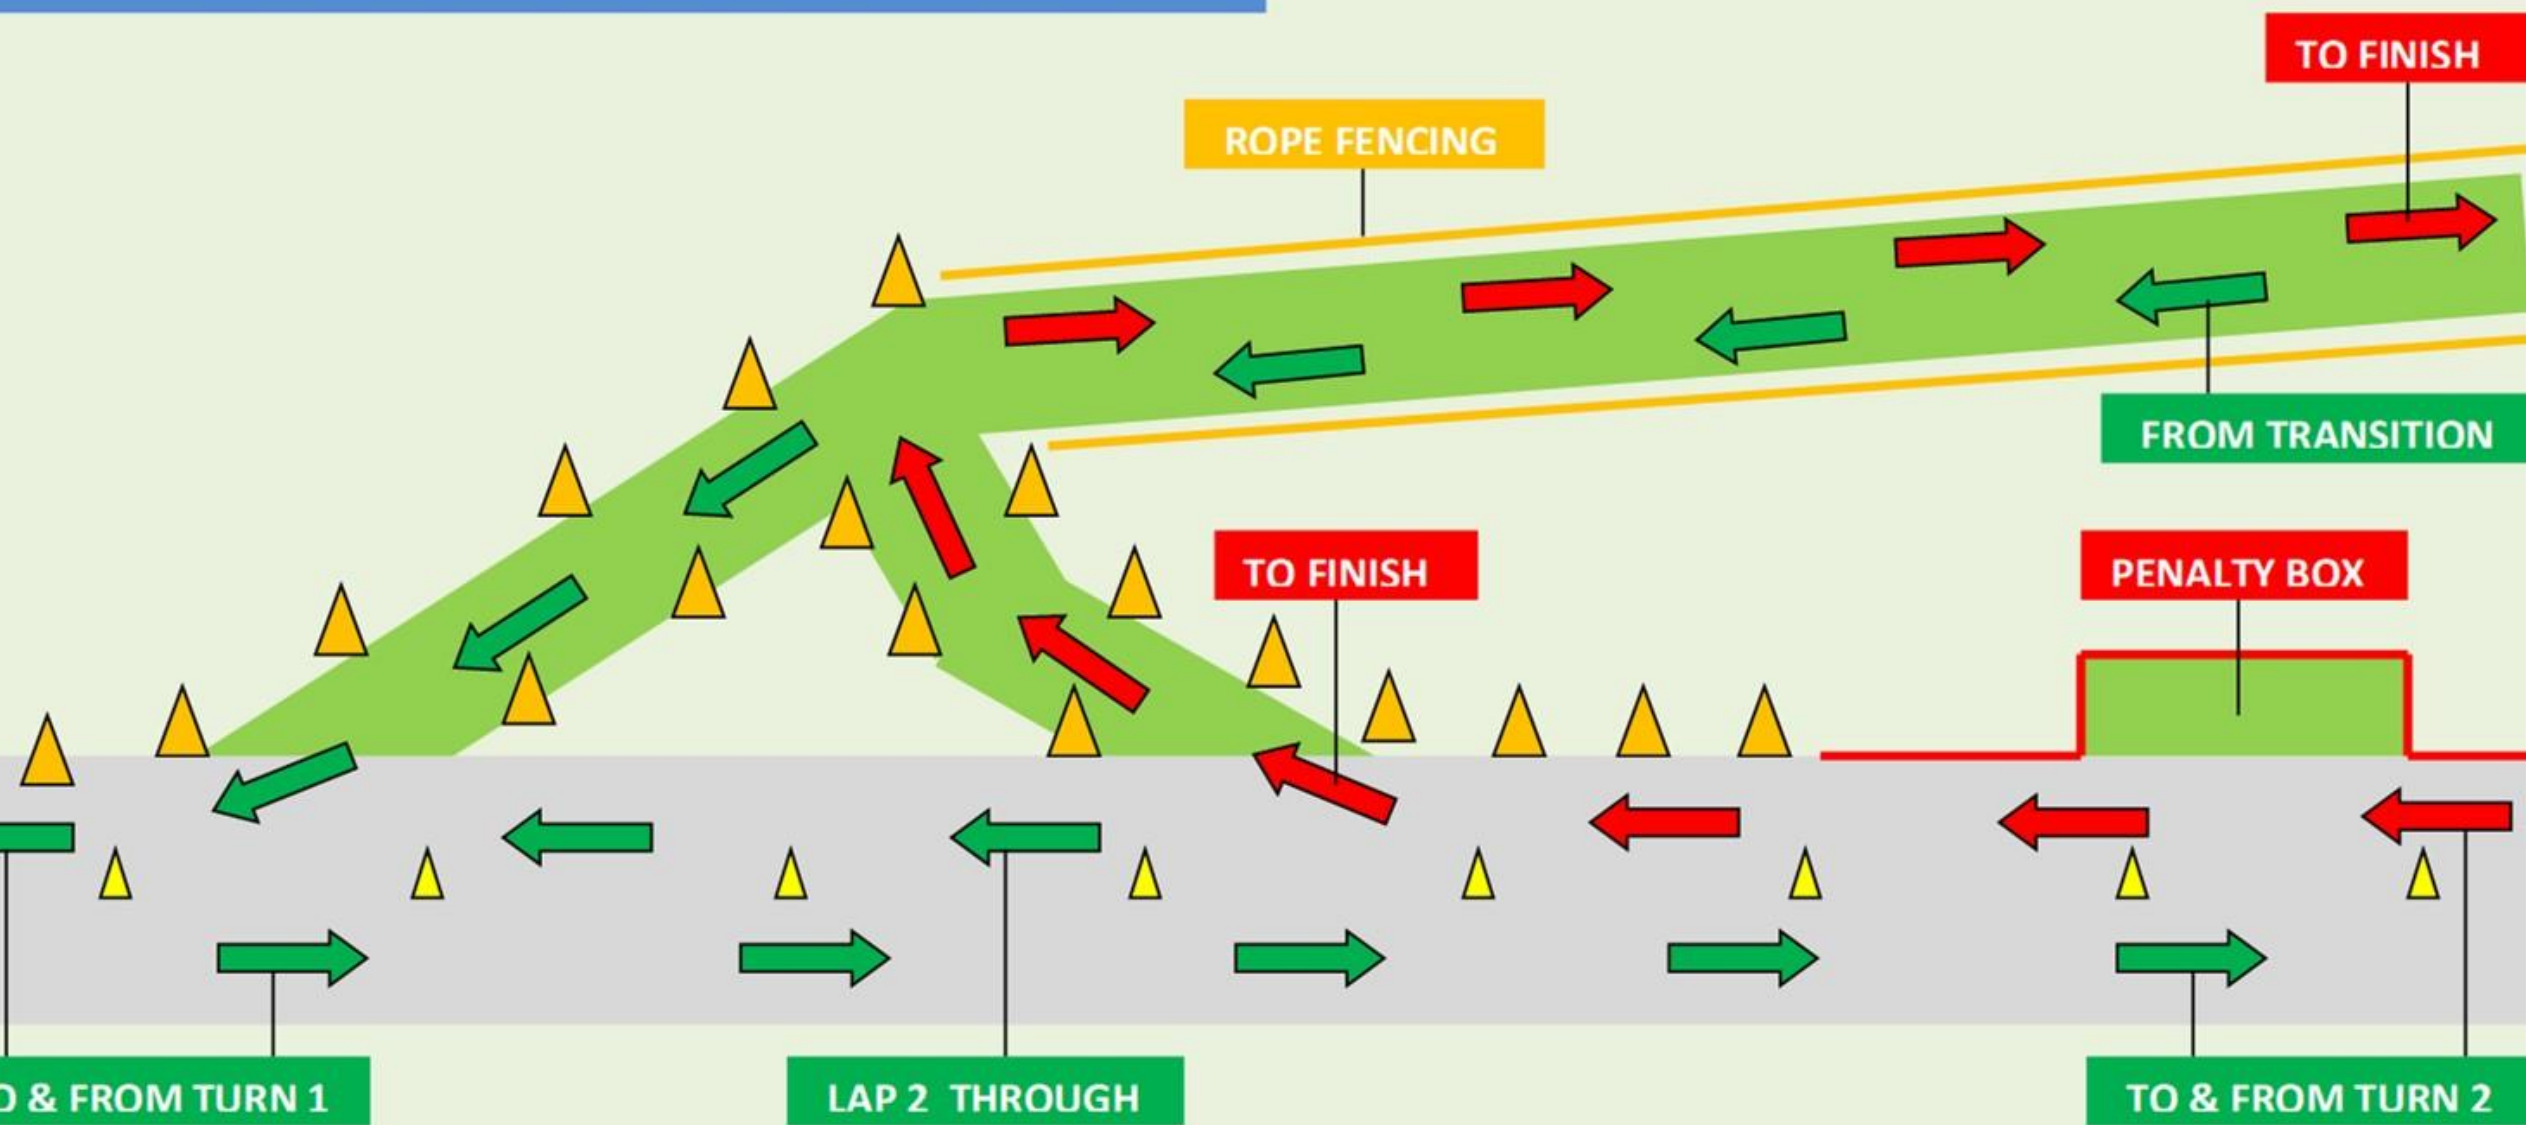 TO FINISH
ROPE FENCING
FROM TRANSITION
TO FINISH
PENALTY BOX
O & FROM TURN 1
LAP 2 THROUGH
TO & FROM TURN 2